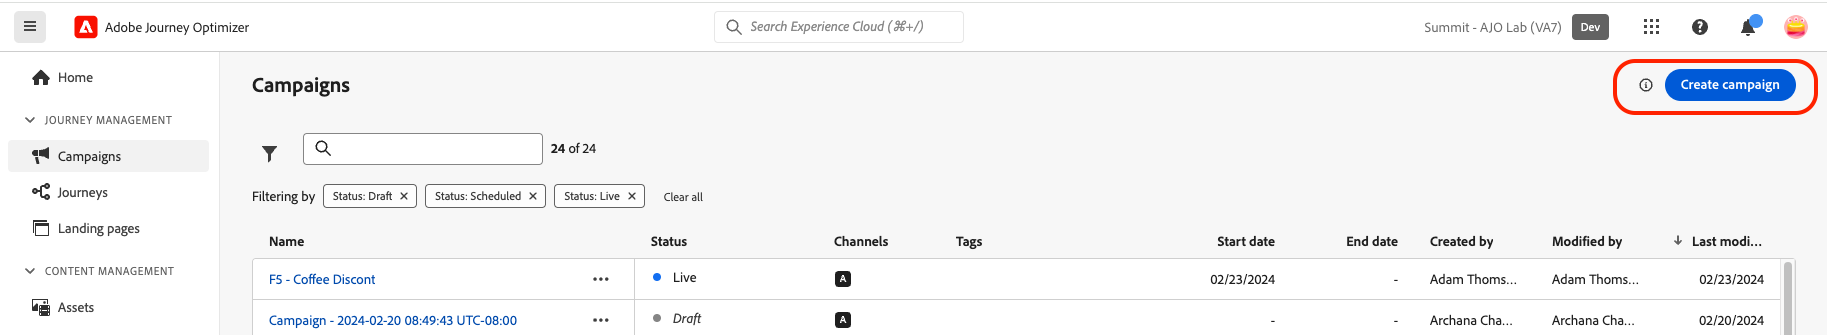 Adobe Journey Optimizer
Search Experience Cloud (⌘+/)
Summit - AJO Lab (VA7)
Dev
Home
JOURNEY MANAGEMENT
Campaigns
Journeys
Landing pages
CONTENT MANAGEMENT
Assets
Campaigns
Create campaign
24 of 24
Filtering by Status: Draft Status: Scheduled Status: Live Clear all
Name Status Channels Tags Start date End date Created by Modified by Last modi...
F5 - Coffee Discont ... Live A 02/23/2024 - Adam Thoms... Adam Thoms... 02/23/2024
Campaign - 2024-02-20 08:49:43 UTC-08:00 ... Draft A - - Archana Cha... Archana Cha... 02/20/2024